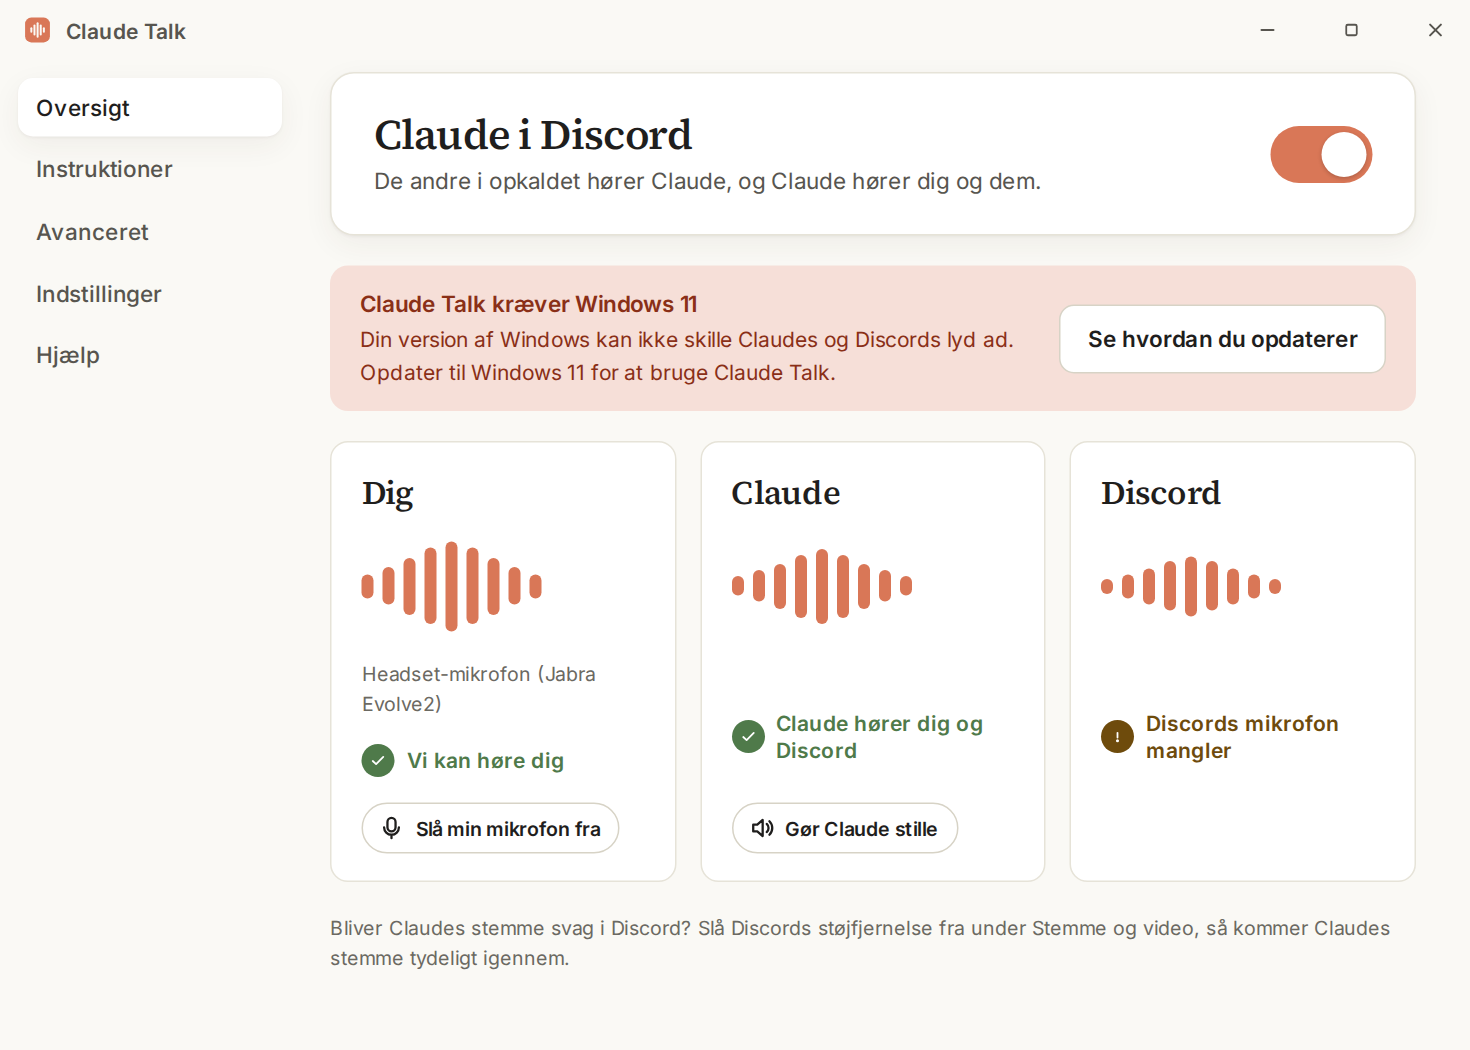 Claude Talk
Oversigt
Instruktioner
Avanceret
Indstillinger
Hjælp
Claude i Discord
De andre i opkaldet hører Claude, og Claude hører dig og dem.
Claude Talk kræver Windows 11
Din version af Windows kan ikke skille Claudes og Discords lyd ad.
Opdater til Windows 11 for at bruge Claude Talk.
Se hvordan du opdaterer
Dig
Headset-mikrofon (Jabra
Evolve2)
Vi kan høre dig
Slå min mikrofon fra
Claude
Claude hører dig og
Discord
Gør Claude stille
Discord
Discords mikrofon
mangler
Bliver Claudes stemme svag i Discord? Slå Discords støjfjernelse fra under Stemme og video, så kommer Claudes
stemme tydeligt igennem.